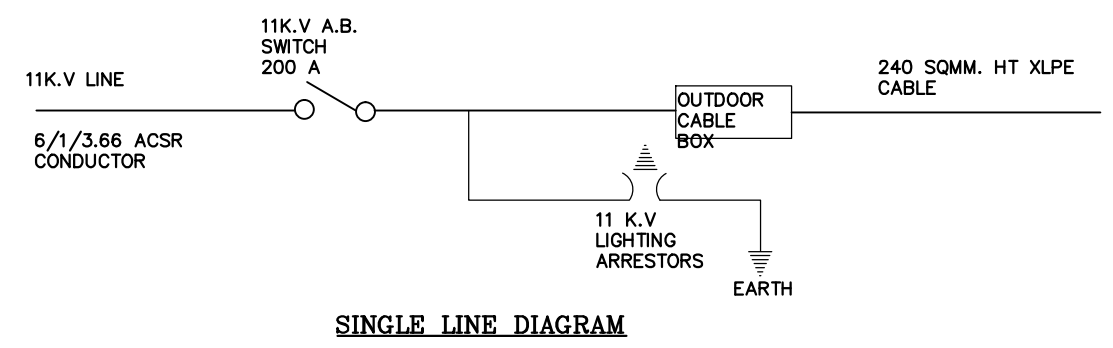 11K.V A.B.
SWITCH
200 A
11K.V LINE
6/1/3.66 ACSR
CONDUCTOR
OUTDOOR
CABLE
BOX
240 SQMM. HT XLPE
CABLE
11 K.V
LIGHTING
ARRESTORS
EARTH
SINGLE LINE DIAGRAM